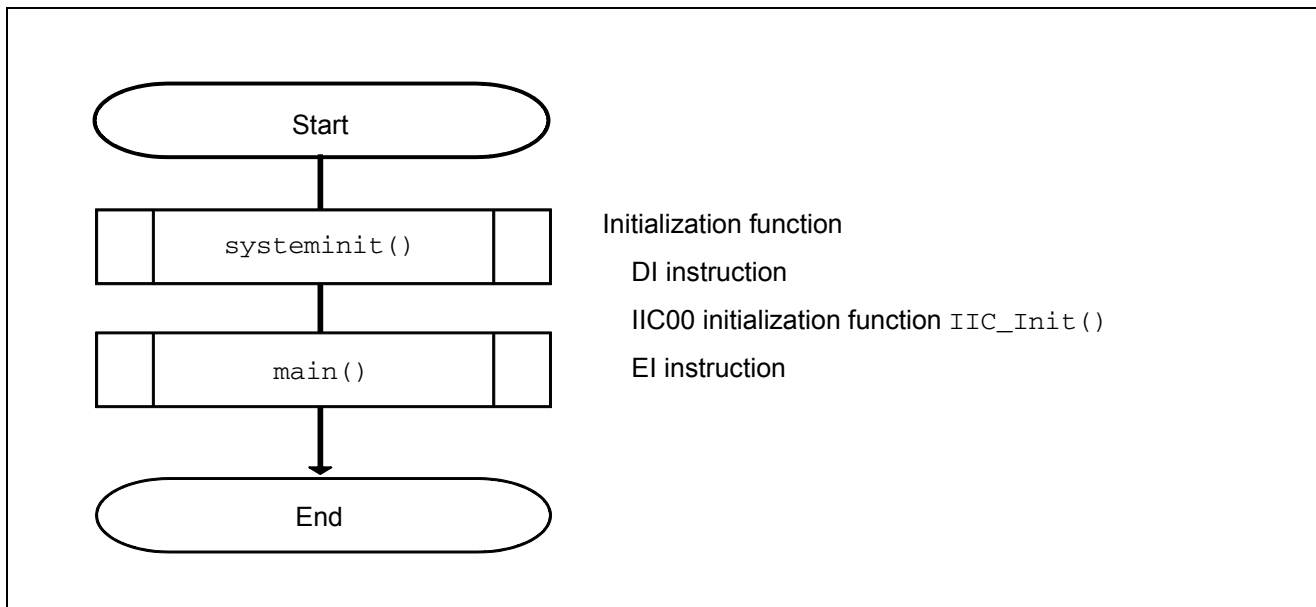 Start
systeminit()
Initialization function
DI instruction
IIC00 initialization function IIC_Init()
main()
EI instruction
End